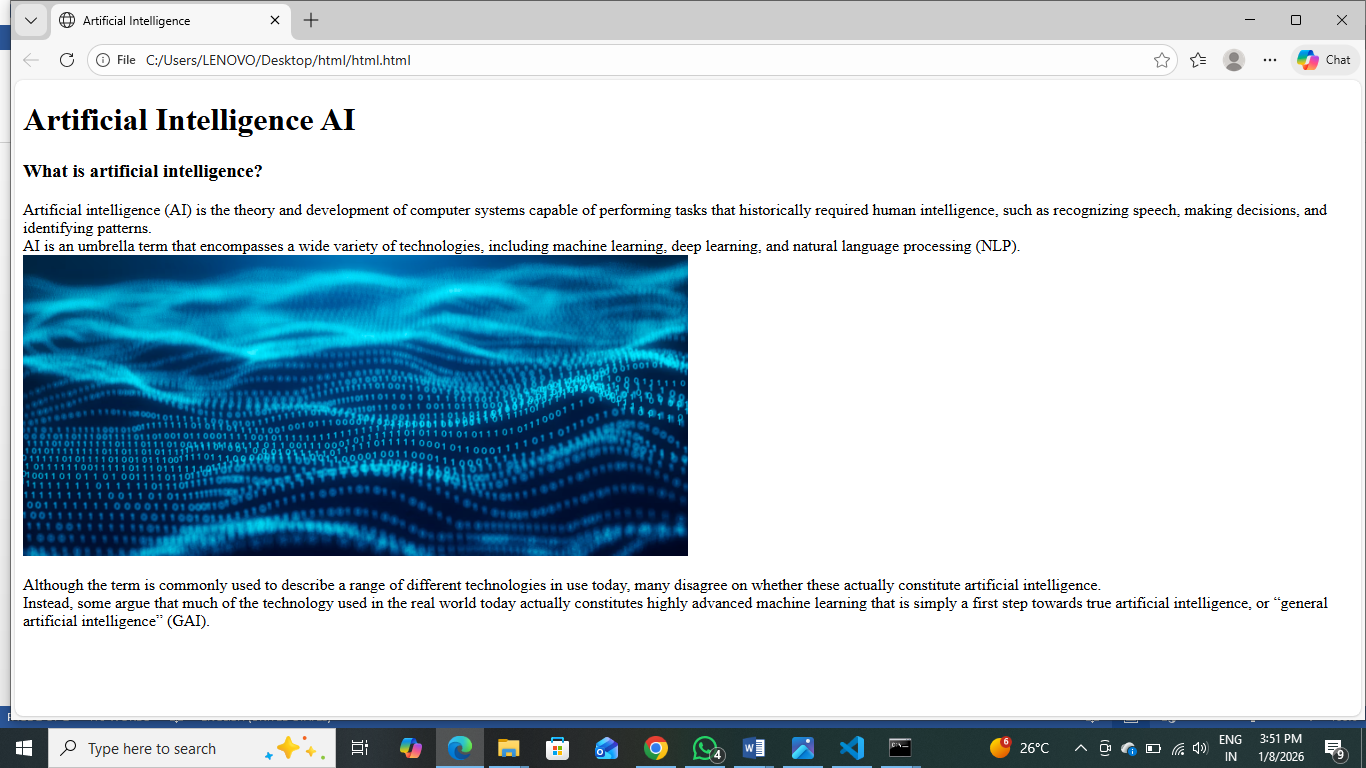 Artificial Intelligence
File
C:/Users/LENOVO/Desktop/html/html.html
Chat
Artificial Intelligence AI
What is artificial intelligence?
Artificial intelligence (AI) is the theory and development of computer systems capable of performing tasks that historically required human intelligence, such as recognizing speech, making decisions, and
identifying patterns.
AI is an umbrella term that encompasses a wide variety of technologies, including machine learning, deep learning, and natural language processing (NLP).
Although the term is commonly used to describe a range of different technologies in use today, many disagree on whether these actually constitute artificial intelligence.
Instead, some argue that much of the technology used in the real world today actually constitutes highly advanced machine learning that is simply a first step towards true artificial intelligence, or “general
artificial intelligence” (GAI).
Type here to search
4
6
26°C
ENG
IN
3:51 PM
1/8/2026
9